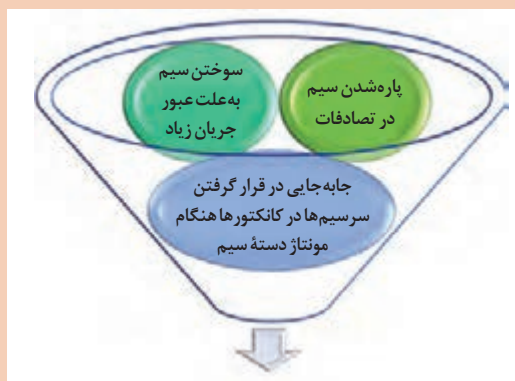 پاره‌شدن سیم
در تصادفات
سوختن سیم
به‌علت عبور
جریان زیاد
جابه‌جایی در قرار گرفتن
سرسیم‌ها در کانکتورها هنگام
مونتاژ دستهٔ سیم